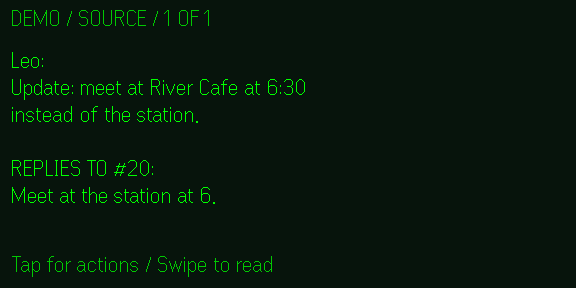 DEMO / SOURCE / 1 OF 1
Leo:
Update: meet at River Cafe at 6:30
instead of the station.
REPLIES TO #20:
Meet at the station at 6.
Tap for actions / Swipe to read